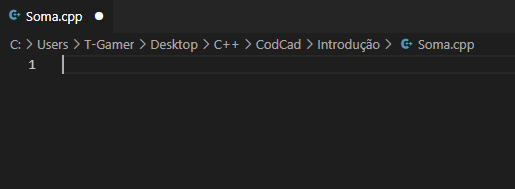 Soma.cpp
C: > Users > T-Gamer > Desktop > C++ > CodCad > Introdução > Soma.cpp
1